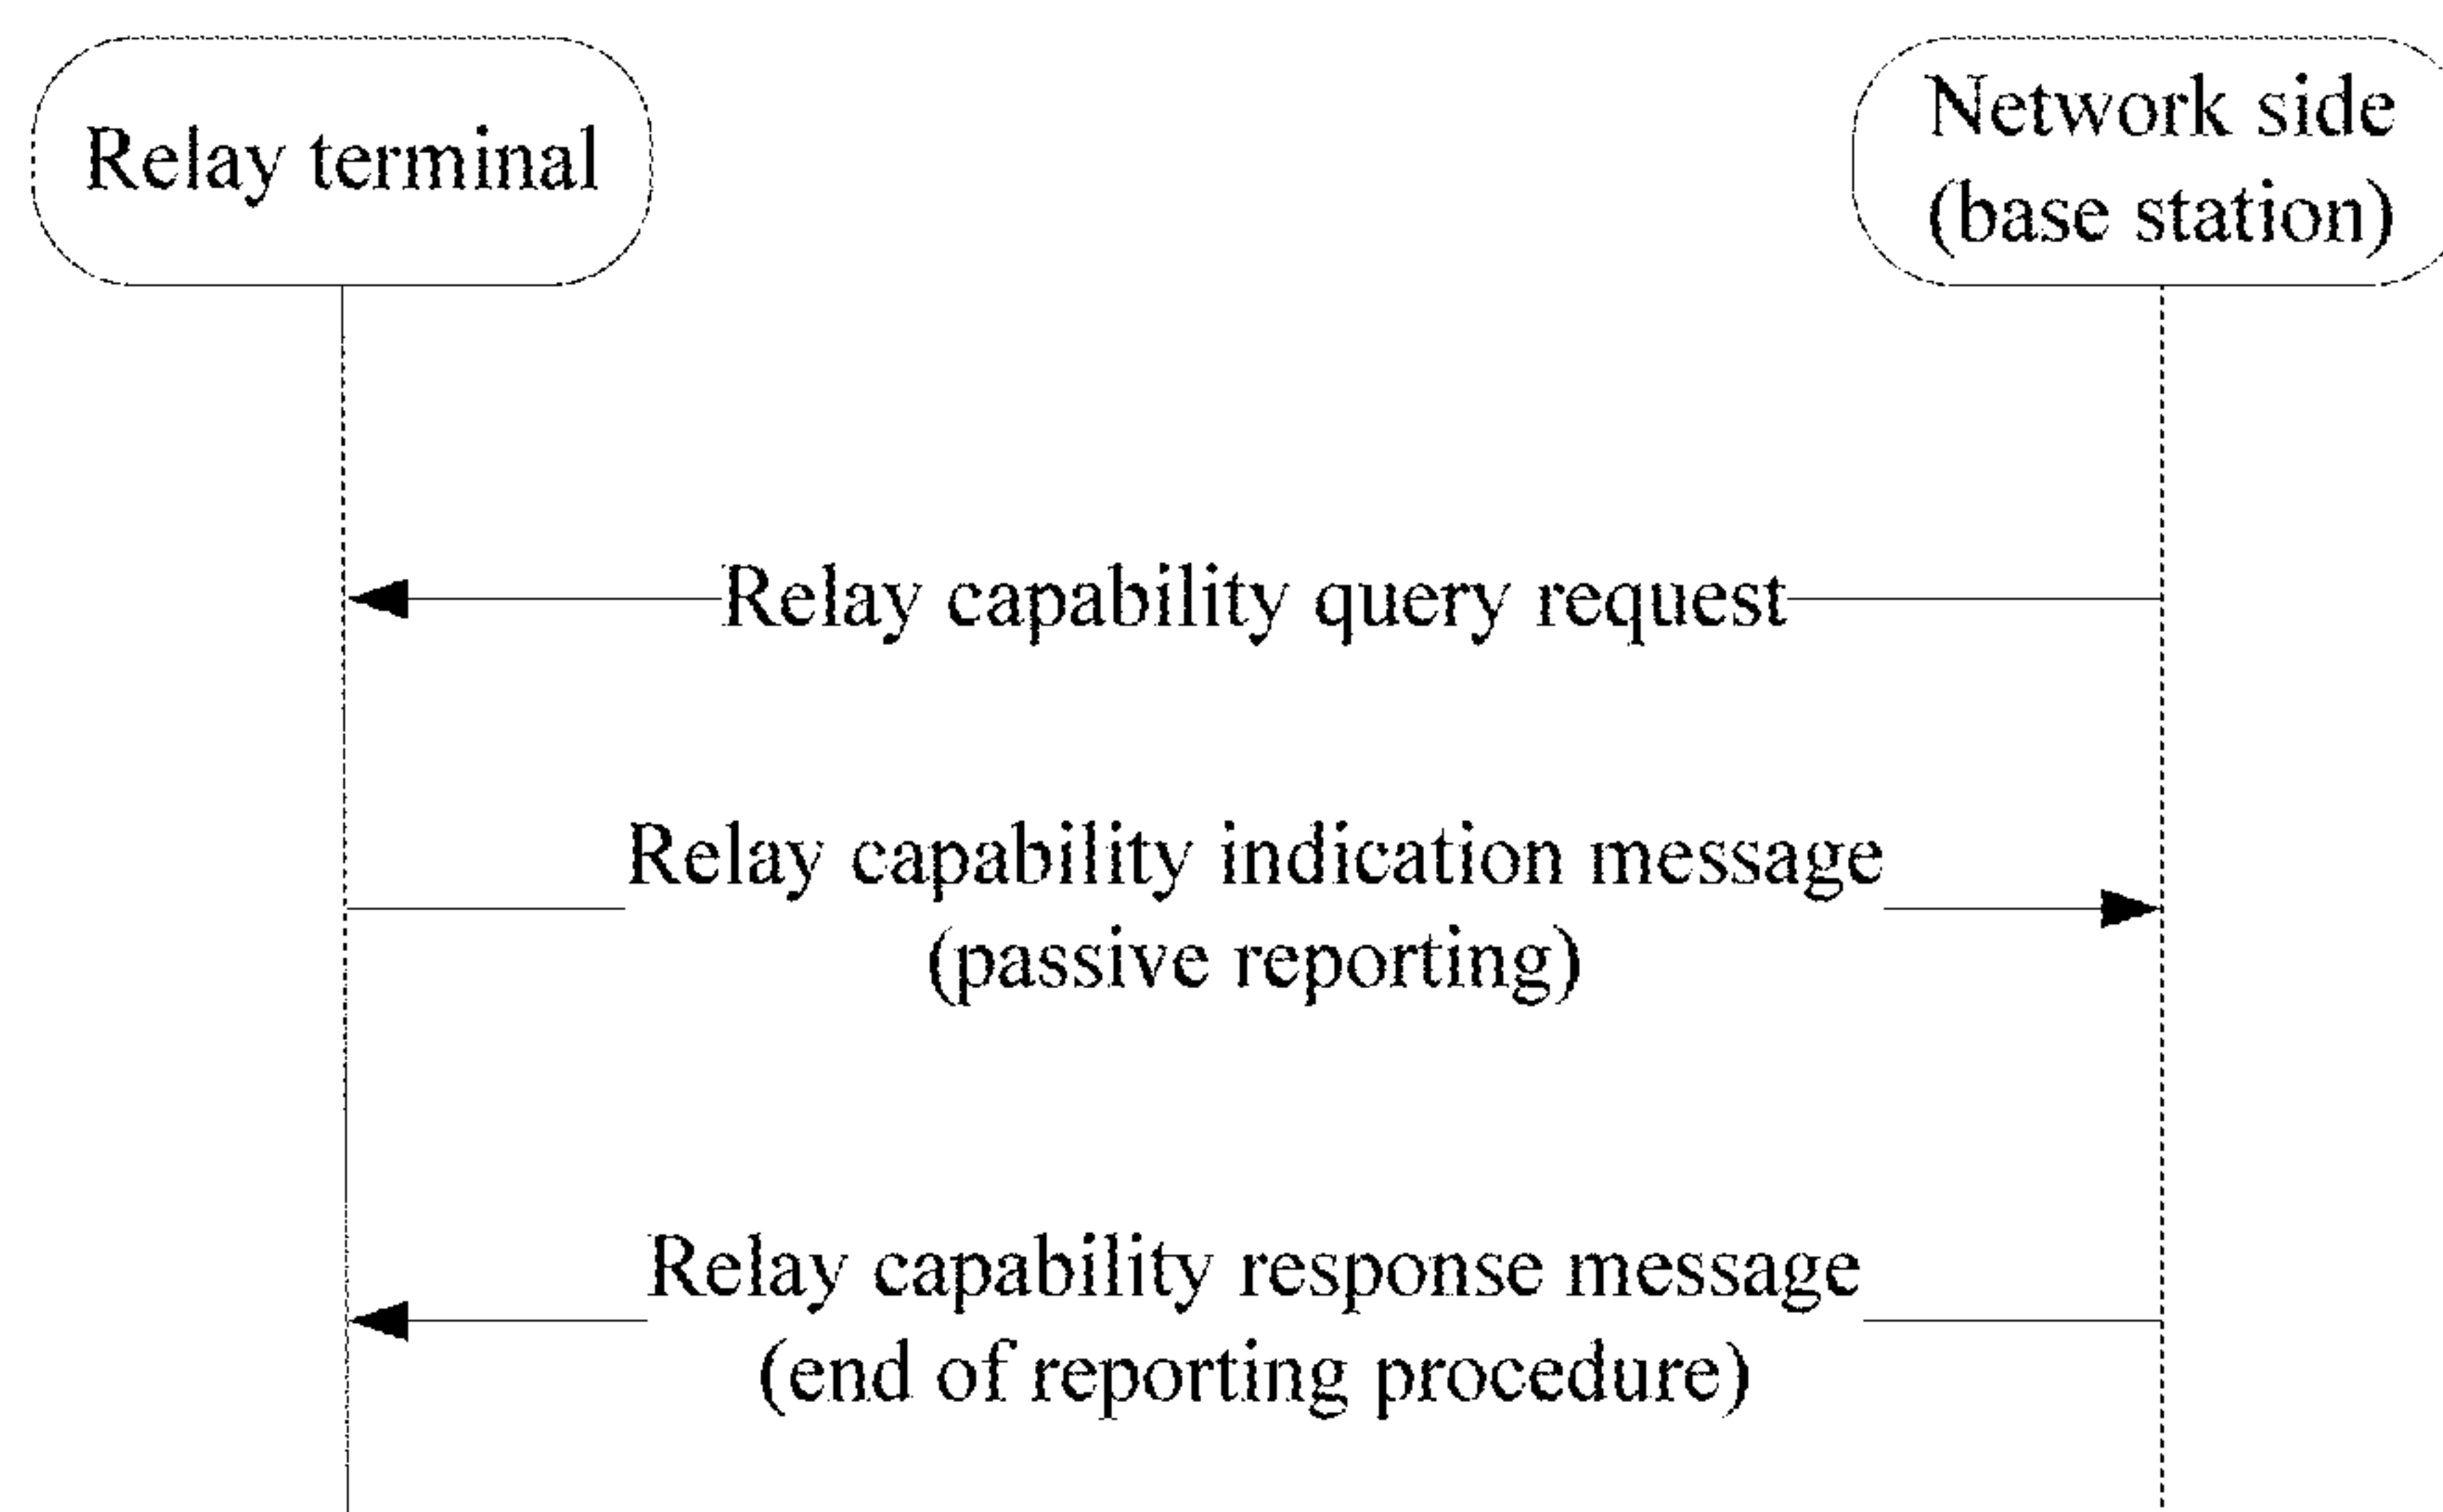 Relay terminal
Network side
(base station)
Relay capability query request
Relay capability indication message
(passive reporting)
Relay capability response message
(end of reporting procedure)